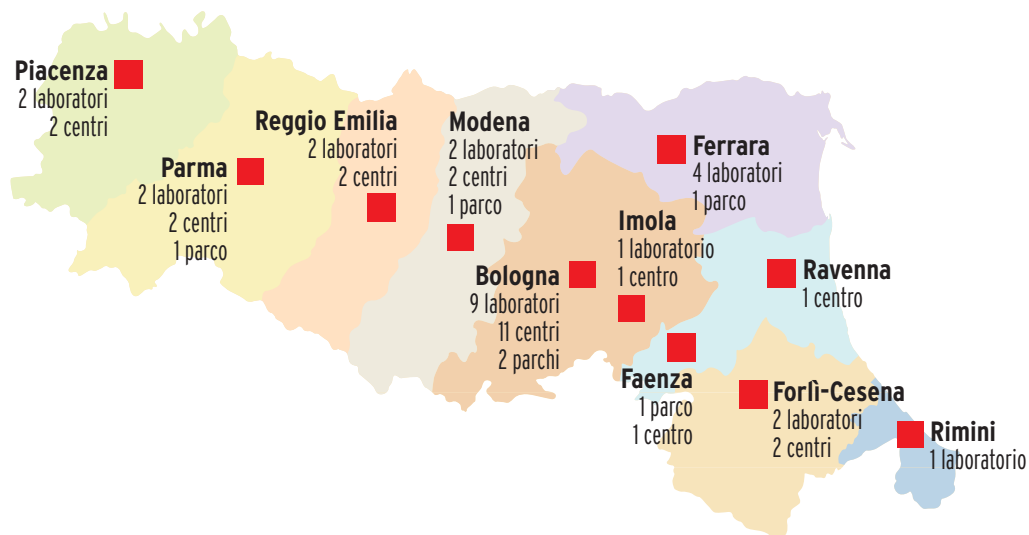 Piacenza
2 laboratori
2 centri
Parma
2 laboratori
2 centri
1 parco
Reggio Emilia
2 laboratori
2 centri
Modena
2 laboratori
2 centri
1 parco
Bologna
9 laboratori
11 centri
2 parchi
Imola
1 laboratorio
1 centro
Ferrara
4 laboratori
1 parco
Ravenna
1 centro
Faenza
1 parco
1 centro
Forlì-Cesena
2 laboratori
2 centri
Rimini
1 laboratorio